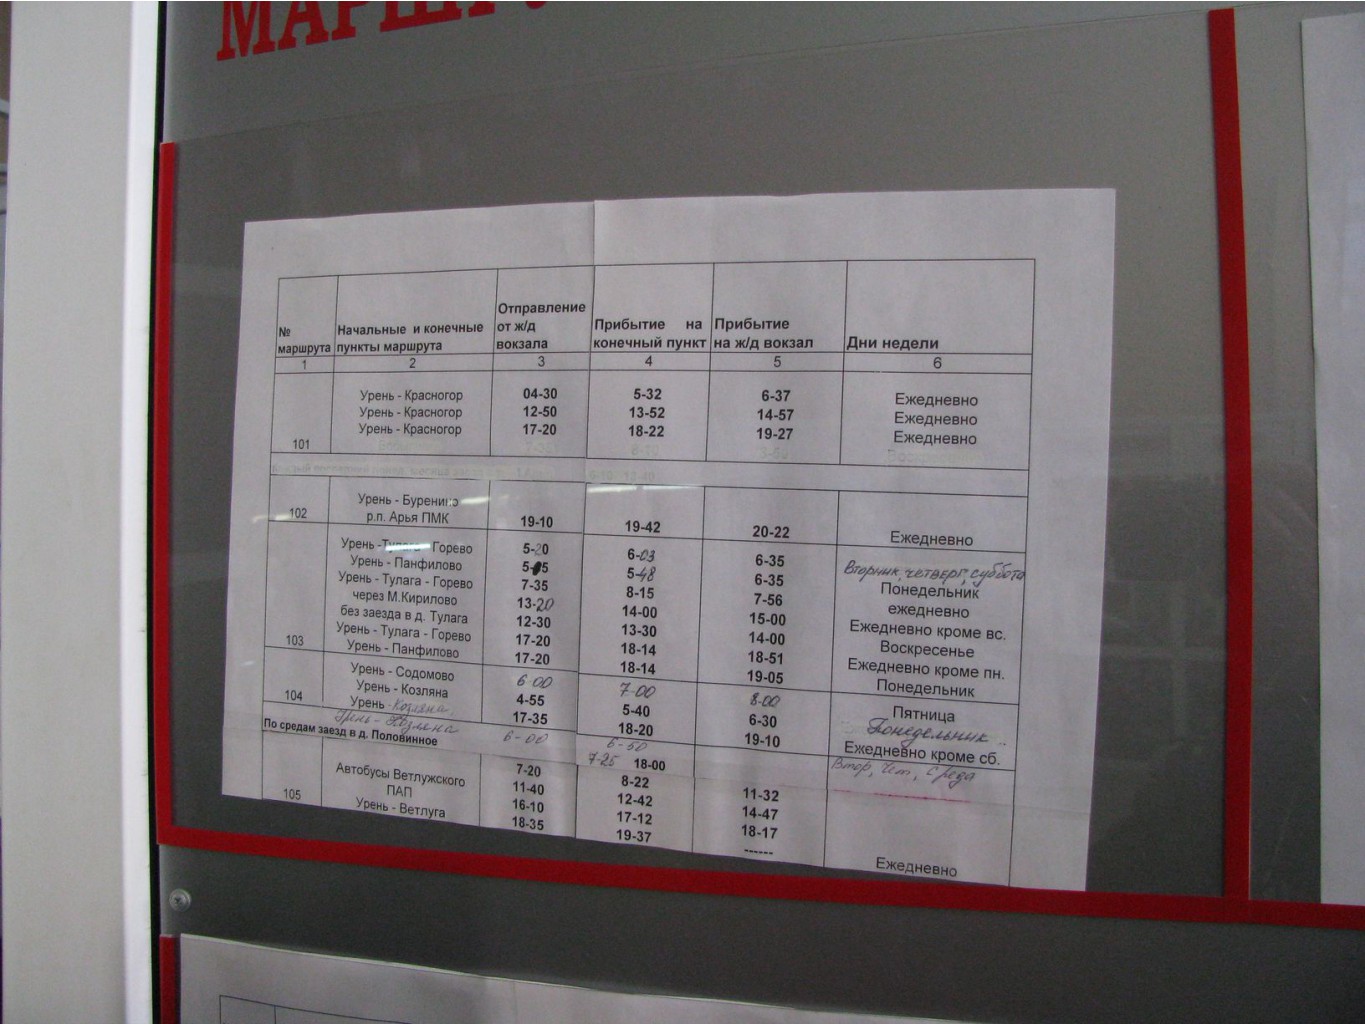 МАРШРУ
№ маршрута Начальные и конечные пункты маршрута Отправление от ж/д вокзала Прибытие на конечный пункт Прибытие на ж/д вокзал Дни недели
1 2 3 4 5 6
Урень - Красногор 04-30 5-32 6-37 Ежедневно
Урень - Красногор 12-50 13-52 14-57 Ежедневно
101 Урень - Красногор 17-20 18-22 19-27 Ежедневно
Урень - Буренино
102 р.п. Арья ПМК 19-10 19-42 20-22 Ежедневно
Урень - Тулага - Горево 5-20 6-03 6-35 Вторник, четверг, суббота
Урень - Панфилово 5-5 5-48 6-35 Понедельник
Урень - Тулага - Горево 7-35 8-15 7-56 ежедневно
через М.Кирилово 13-20 14-00 15-00 Ежедневно кроме вс.
без заезда в д. Тулага 12-30 13-30 14-00 Воскресенье
Урень - Тулага - Горево 17-20 18-14 18-51 Ежедневно кроме пн.
103 Урень - Панфилово 17-20 18-14 19-05 Понедельник
Урень - Содомово 6-00 7-00 8-00 Пятница
104 Урень - Козляна 4-55 5-40 6-30 Понедельник
Урень - Козляна 17-35 18-20 19-10 Ежедневно кроме сб.
Урень - Козляна 6-00 6-50 Втор, Чет, Среда
По средам заезд в д. Половинное 7-25 18-00
Автобусы Ветлужского 7-20 8-22 11-32
ПАП 11-40 12-42 14-47
105 Урень - Ветлуга 16-10 17-12 18-17
18-35 19-37 ------ Ежедневно